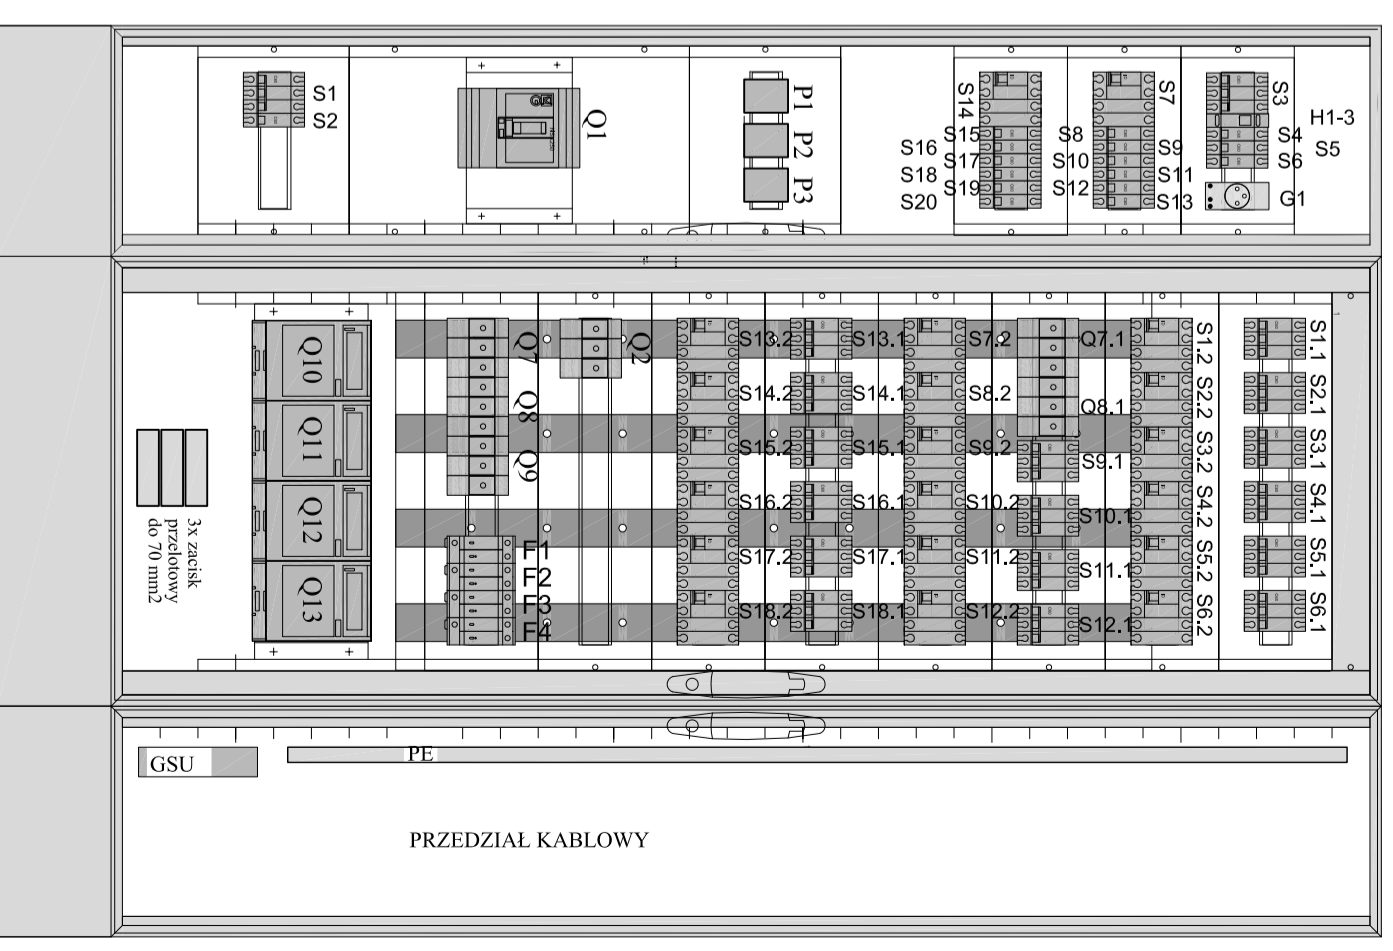 S1
S2
Q1
P1
P2
P3
S14
S15
S16
S17
S18
S19
S20
S7
S8
S9
S10
S11
S12
S13
S3
H1-3
S4
S5
S6
G1
Q10
Q11
Q12
Q13
3x zacisk
przelotowy
do 70 mm2
Q7
Q8
Q9
F1
F2
F3
F4
Q2
S13.2
S14.2
S15.2
S16.2
S17.2
S18.2
S13.1
S14.1
S15.1
S16.1
S17.1
S18.1
S7.2
S8.2
S9.2
S10.2
S11.2
S12.2
Q7.1
Q8.1
S9.1
S10.1
S11.1
S12.1
S1.2
S2.2
S3.2
S4.2
S5.2
S6.2
S1.1
S2.1
S3.1
S4.1
S5.1
S6.1
GSU
PE
PRZEDZIAŁ KABLOWY